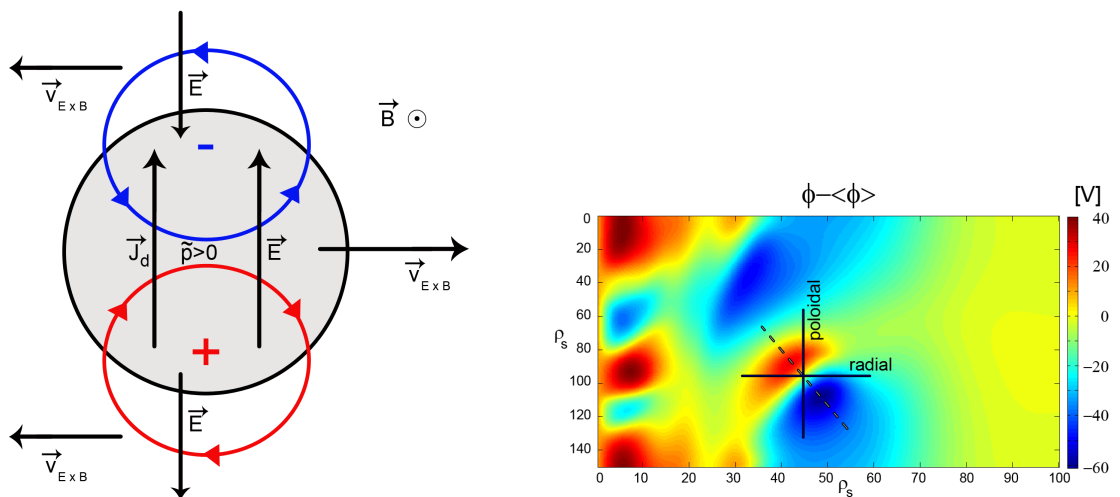 E
v E x B
B ⊙
-
J d
p̃>0
E
v E x B
+
E
v E x B
ϕ−<ϕ>
[V]
0
20
40
60
80
100
120
140
ρs
poloidal
radial
0 10 20 30 40 50 60 70 80 90 100
ρs
40
20
0
−20
−40
−60